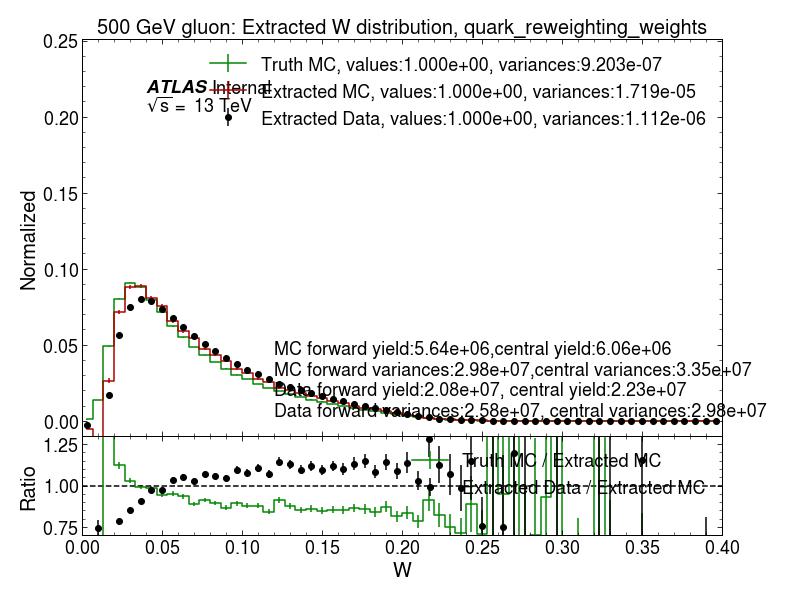 500 GeV gluon: Extracted W distribution, quark_reweighting_weights
Truth MC, values:1.000e+00, variances:9.203e-07
ATLAS Internal
Extracted MC, values:1.000e+00, variances:1.719e-05
√s = 13 TeV
Extracted Data, values:1.000e+00, variances:1.112e-06
0.25
0.20
0.15
0.10
0.05
0.00
Normalized
MC forward yield:5.64e+06,central yield:6.06e+06
MC forward variances:2.98e+07,central variances:3.35e+07
Data forward yield:2.08e+07, central yield:2.23e+07
Data forward variances:2.58e+07, central variances:2.98e+07
1.25
1.00
0.75
Ratio
Truth MC / Extracted MC
Extracted Data / Extracted MC
0.00 0.05 0.10 0.15 0.20 0.25 0.30 0.35 0.40
W